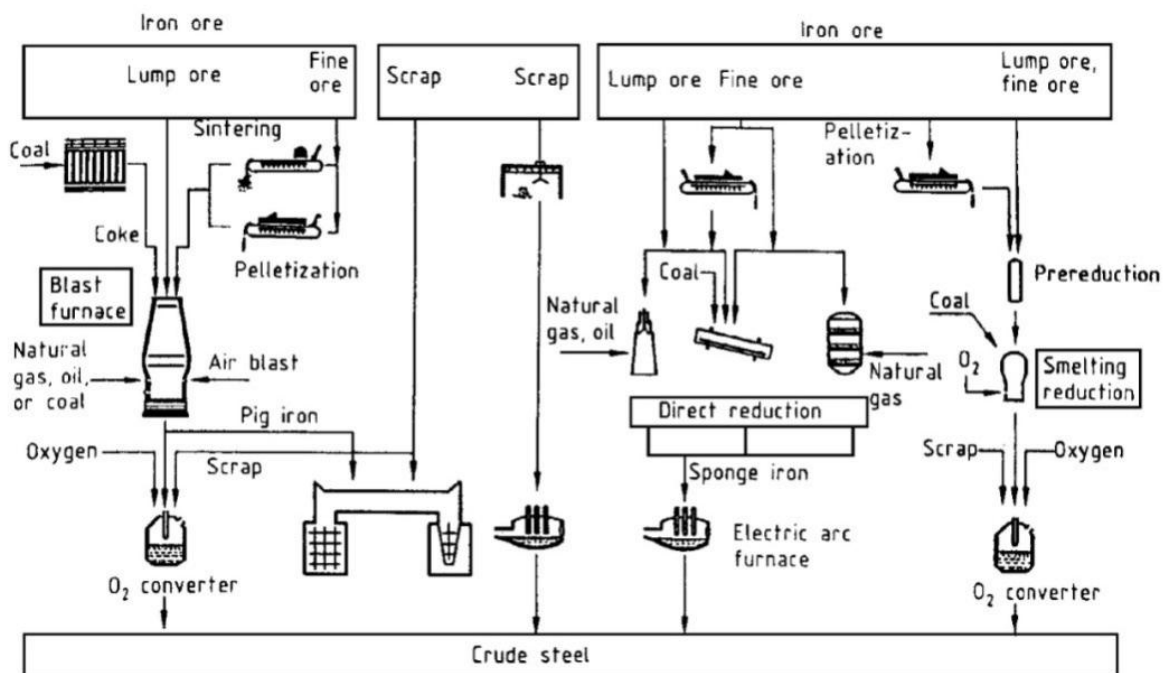 Iron ore
Lump ore
Fine
ore
Scrap
Scrap
Iron ore
Lump ore
Fine ore
Lump ore,
fine ore
Sintering
Coal
Pelletiz-
ation
Coke
Pelletization
Blast
furnace
Coal
Prereduction
Natural
gas, oil
Coal
Natural
gas, oil,
or coal
Air blast
Natural
gas
O₂
Smelting
reduction
Direct reduction
Pig iron
Oxygen
Scrap
Sponge iron
Scrap
Oxygen
Electric arc
furnace
O₂ converter
O₂ converter
Crude steel